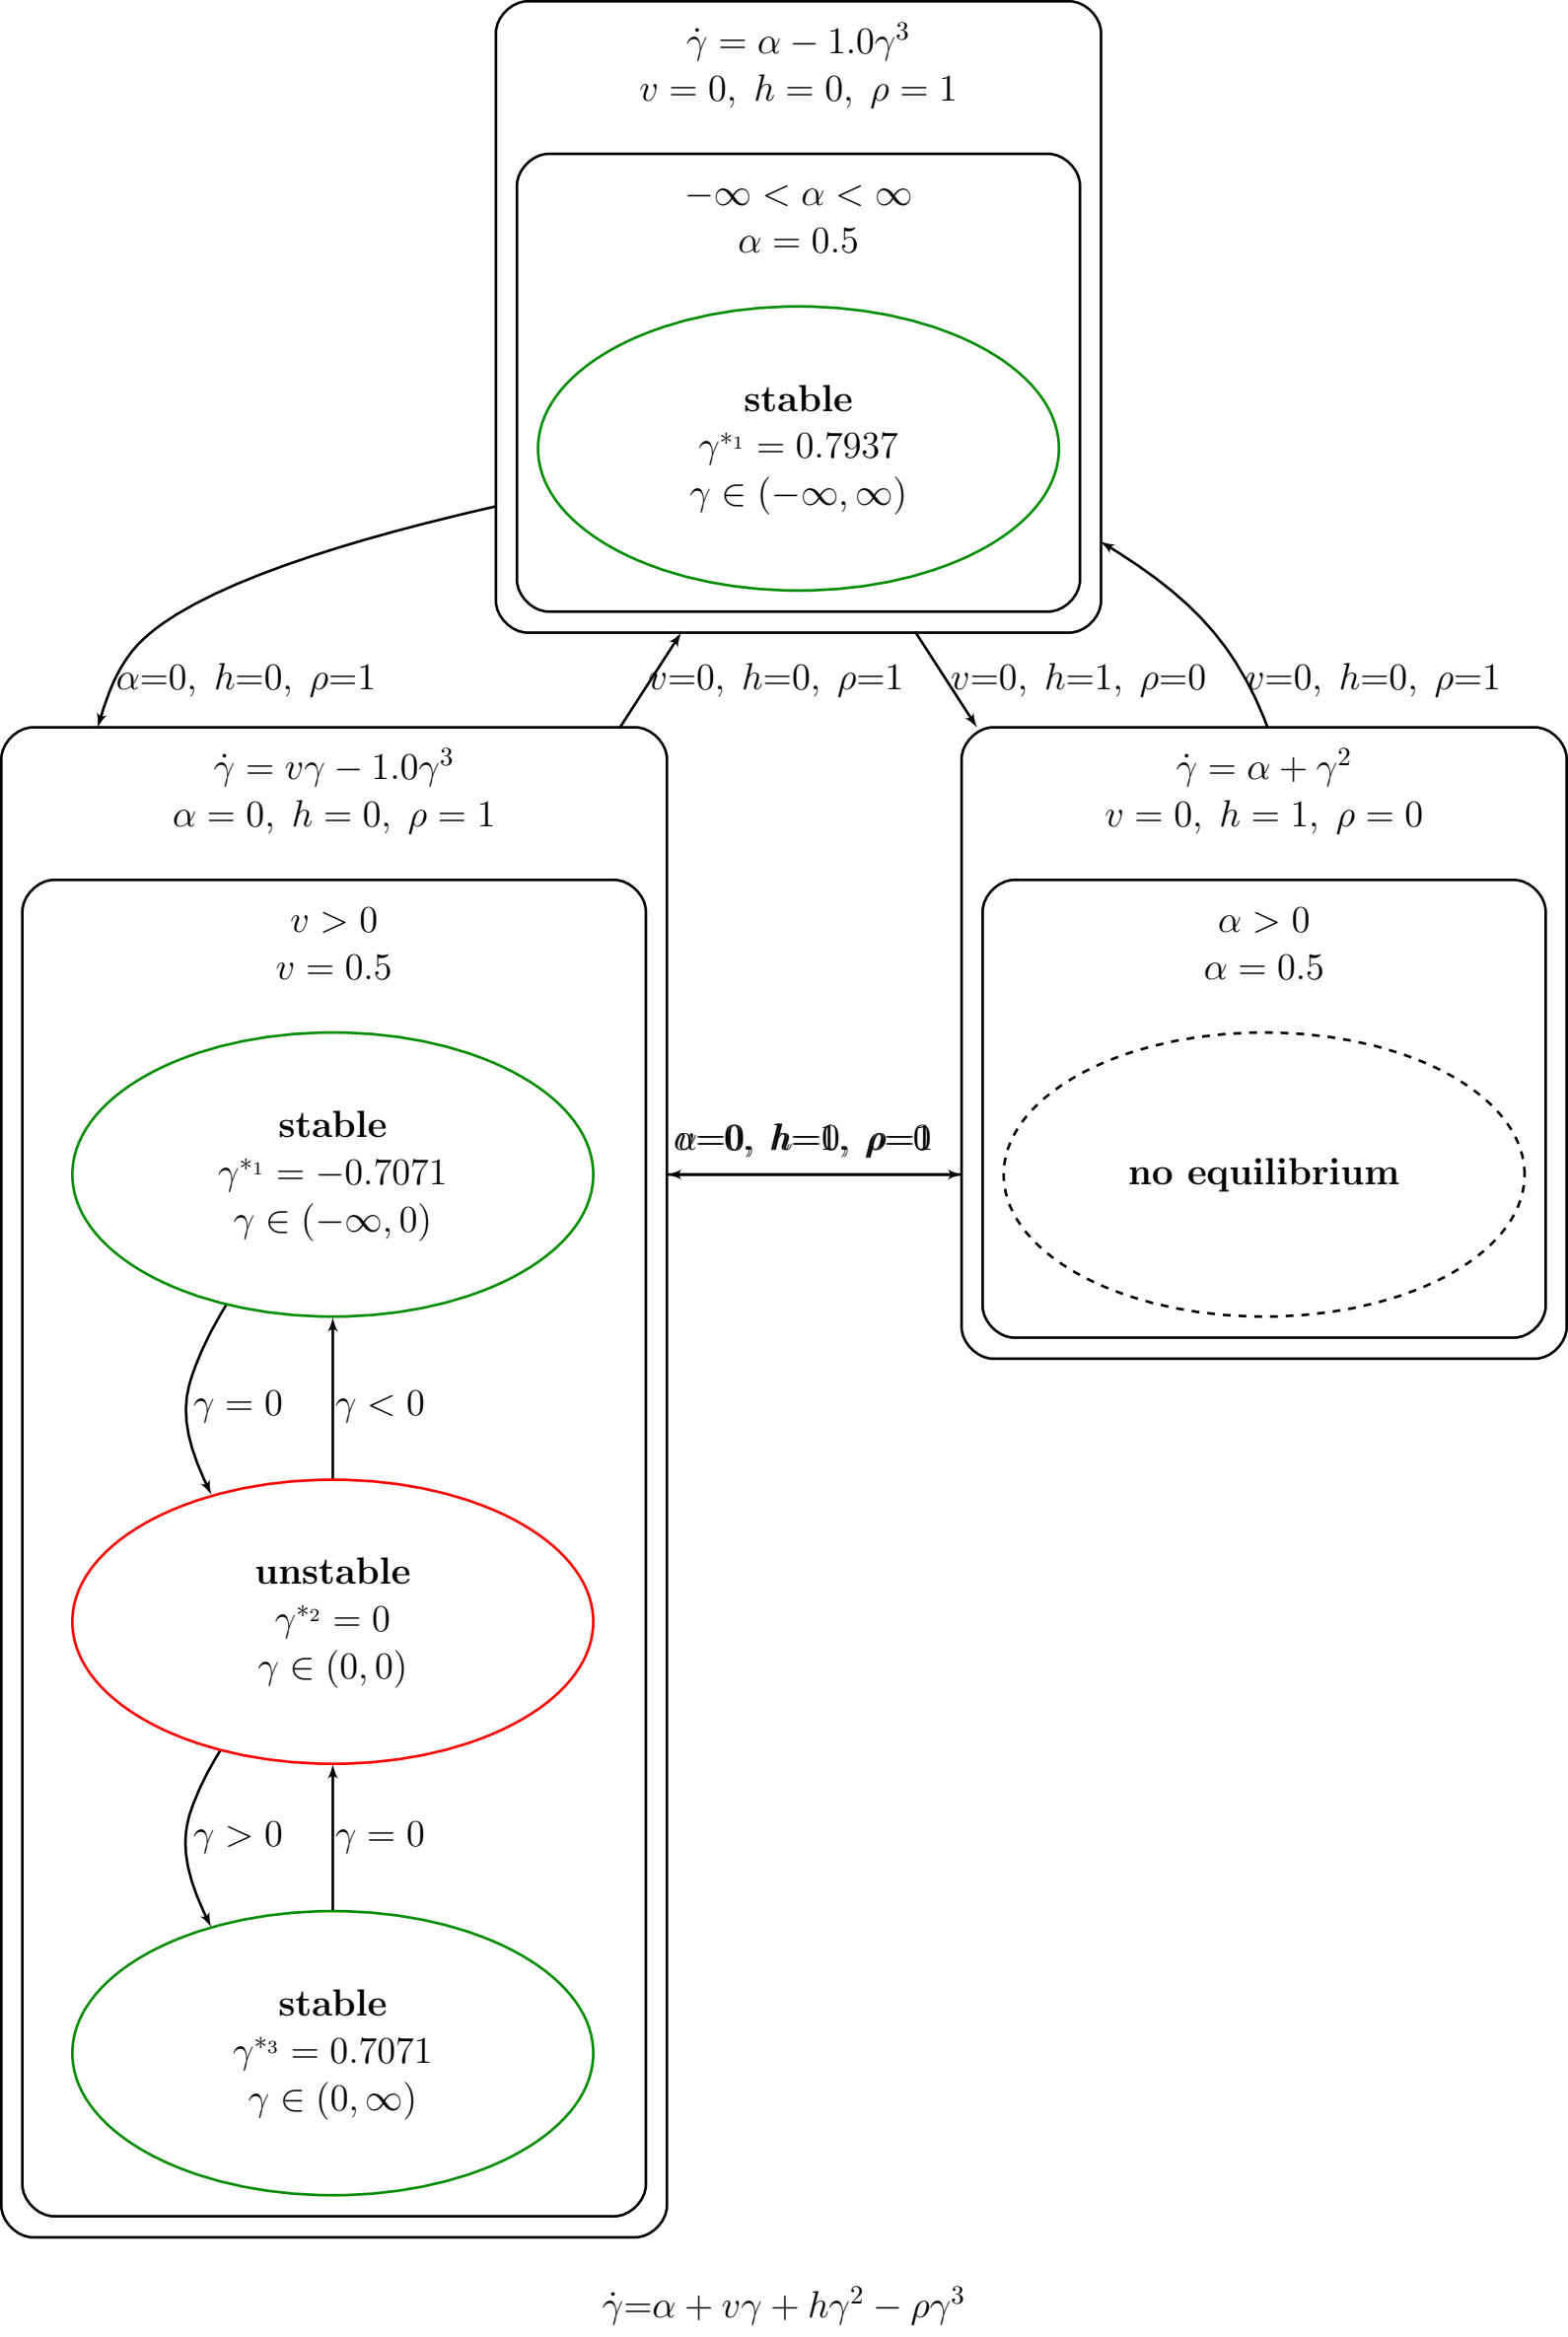 γ̇ = α − 1.0γ³
v = 0, h = 0, ρ = 1
−∞ < α < ∞
α = 0.5
stable
γ*₁ = 0.7937
γ ∈ (−∞, ∞)
α=0, h=0, ρ=1
v=0, h=0, ρ=1
v=0, h=1, ρ=0
v=0, h=0, ρ=1
γ̇ = vγ − 1.0γ³
α = 0, h = 0, ρ = 1
v > 0
v = 0.5
stable
γ*₁ = −0.7071
γ ∈ (−∞, 0)
γ = 0
γ < 0
unstable
γ*₂ = 0
γ ∈ (0, 0)
γ > 0
γ = 0
stable
γ*₃ = 0.7071
γ ∈ (0, ∞)
γ̇ = α + γ²
v = 0, h = 1, ρ = 0
α > 0
α = 0.5
no equilibrium
γ̇=α + vγ + hγ² − ργ³